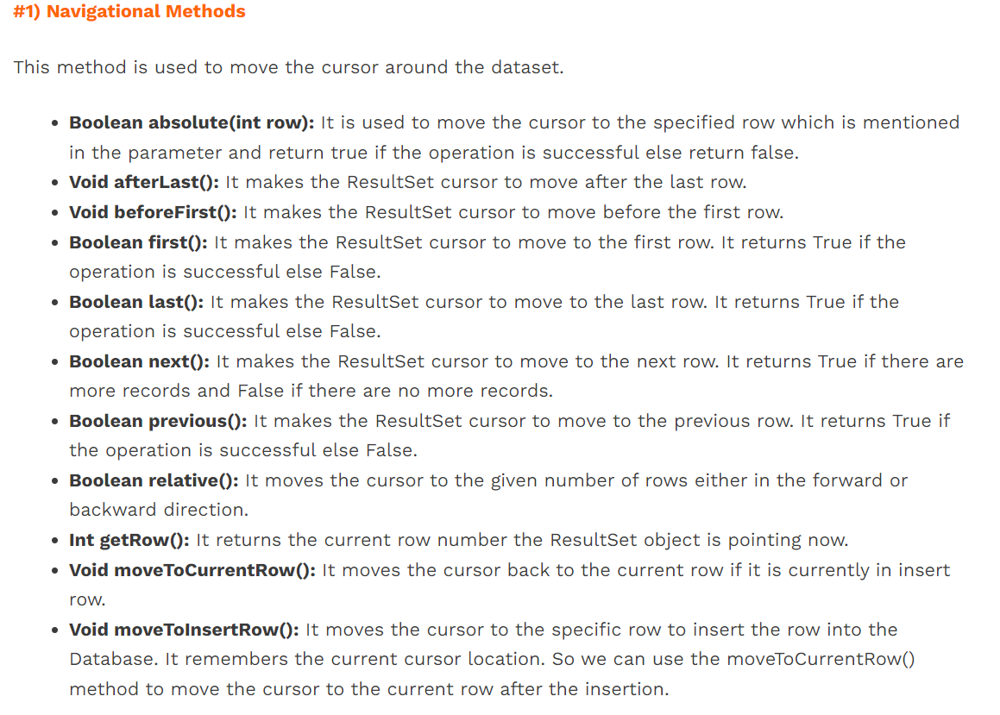 #1) Navigational Methods
This method is used to move the cursor around the dataset.
• Boolean absolute(int row): It is used to move the cursor to the specified row which is mentioned
in the parameter and return true if the operation is successful else return false.
• Void afterLast(): It makes the ResultSet cursor to move after the last row.
• Void beforeFirst(): It makes the ResultSet cursor to move before the first row.
• Boolean first(): It makes the ResultSet cursor to move to the first row. It returns True if the
operation is successful else False.
• Boolean last(): It makes the ResultSet cursor to move to the last row. It returns True if the
operation is successful else False.
• Boolean next(): It makes the ResultSet cursor to move to the next row. It returns True if there are
more records and False if there are no more records.
• Boolean previous(): It makes the ResultSet cursor to move to the previous row. It returns True if
the operation is successful else False.
• Boolean relative(): It moves the cursor to the given number of rows either in the forward or
backward direction.
• Int getRow(): It returns the current row number the ResultSet object is pointing now.
• Void moveToCurrentRow(): It moves the cursor back to the current row if it is currently in insert
row.
• Void moveToInsertRow(): It moves the cursor to the specific row to insert the row into the
Database. It remembers the current cursor location. So we can use the moveToCurrentRow()
method to move the cursor to the current row after the insertion.